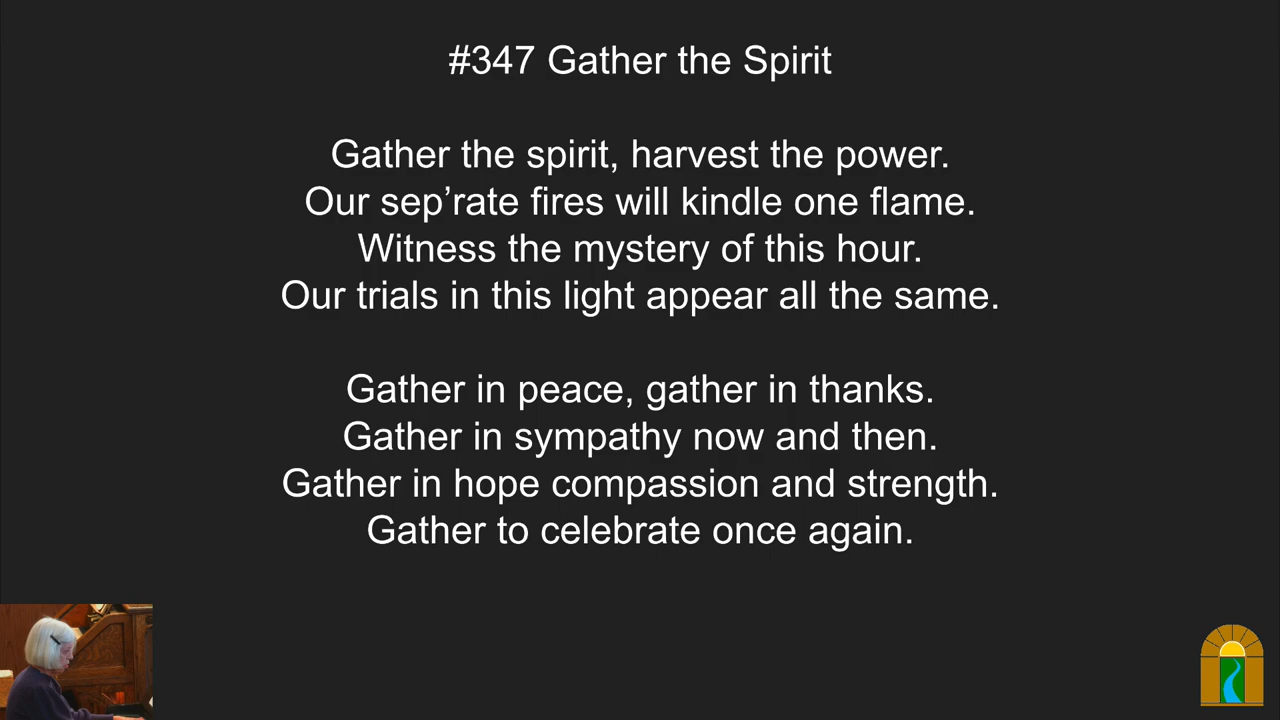 #347 Gather the Spirit
Gather the spirit, harvest the power.
Our sep’rate fires will kindle one flame.
Witness the mystery of this hour.
Our trials in this light appear all the same.
Gather in peace, gather in thanks.
Gather in sympathy now and then.
Gather in hope compassion and strength.
Gather to celebrate once again.